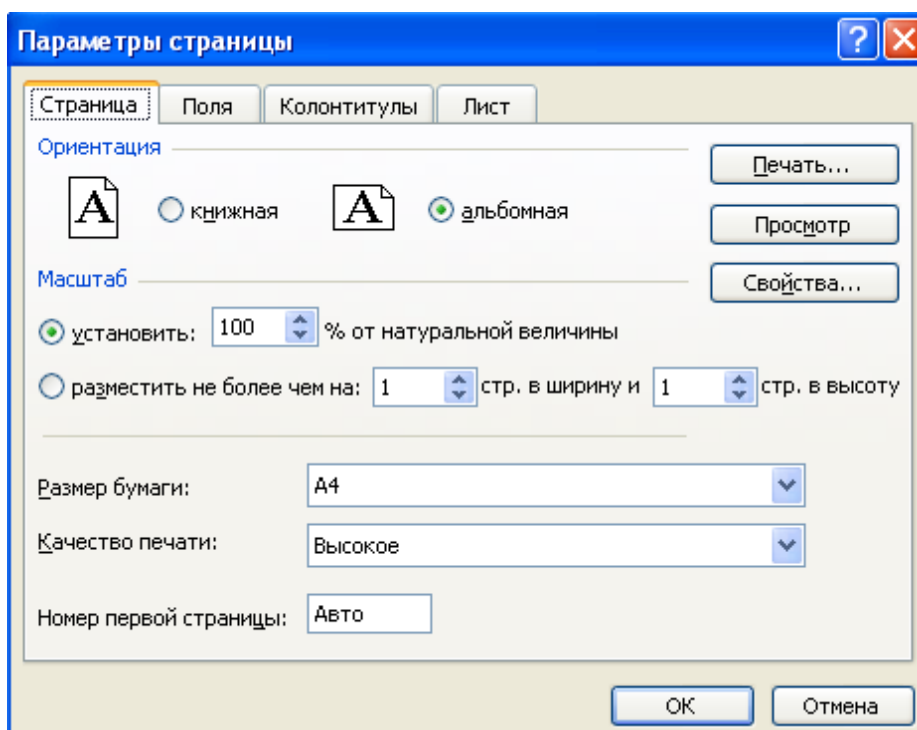 Параметры страницы
Страница Поля Колонтитулы Лист
Ориентация
Печать...
A книжная A альбомная
Просмотр
Масштаб
Свойства...
установить: 100 % от натуральной величины
разместить не более чем на: 1 стр. в ширину и 1 стр. в высоту
Размер бумаги: A4
Качество печати: Высокое
Номер первой страницы: Авто
ОК Отмена